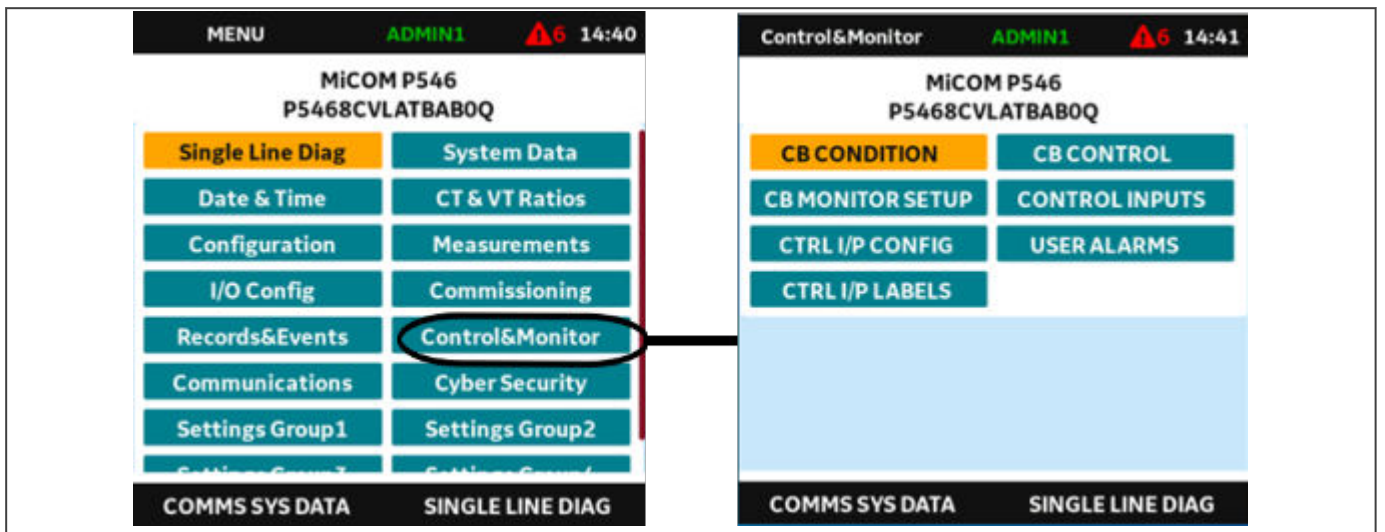 MENU ADMIN1 6 14:40
MiCOM P546
P5468CVLATBAB0Q
Single Line Diag System Data
Date & Time CT & VT Ratios
Configuration Measurements
I/O Config Commissioning
Records&Events Control&Monitor
Communications Cyber Security
Settings Group1 Settings Group2
COMMS SYS DATA SINGLE LINE DIAG
Control&Monitor ADMIN1 6 14:41
MiCOM P546
P5468CVLATBAB0Q
CB CONDITION CB CONTROL
CB MONITOR SETUP CONTROL INPUTS
CTRL I/P CONFIG USER ALARMS
CTRL I/P LABELS
COMMS SYS DATA SINGLE LINE DIAG